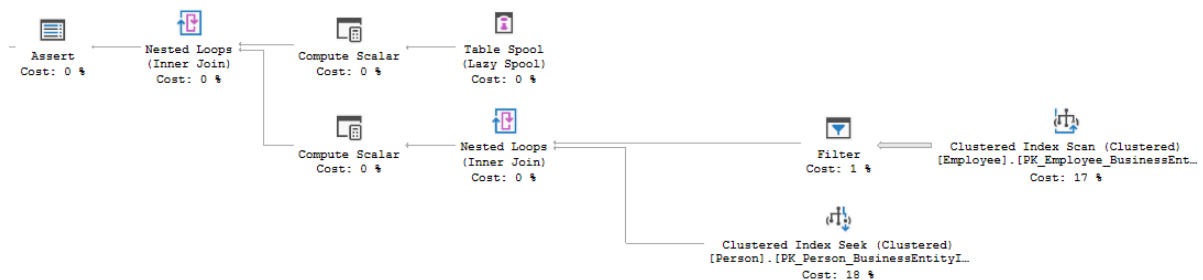 Assert
Cost: 0 %
Nested Loops
(Inner Join)
Cost: 0 %
Compute Scalar
Cost: 0 %
Table Spool
(Lazy Spool)
Cost: 0 %
Compute Scalar
Cost: 0 %
Nested Loops
(Inner Join)
Cost: 0 %
Filter
Cost: 1 %
Clustered Index Scan (Clustered)
[Employee].[PK_Employee_BusinessEnt…
Cost: 17 %
Clustered Index Seek (Clustered)
[Person].[PK_Person_BusinessEntityI…
Cost: 18 %